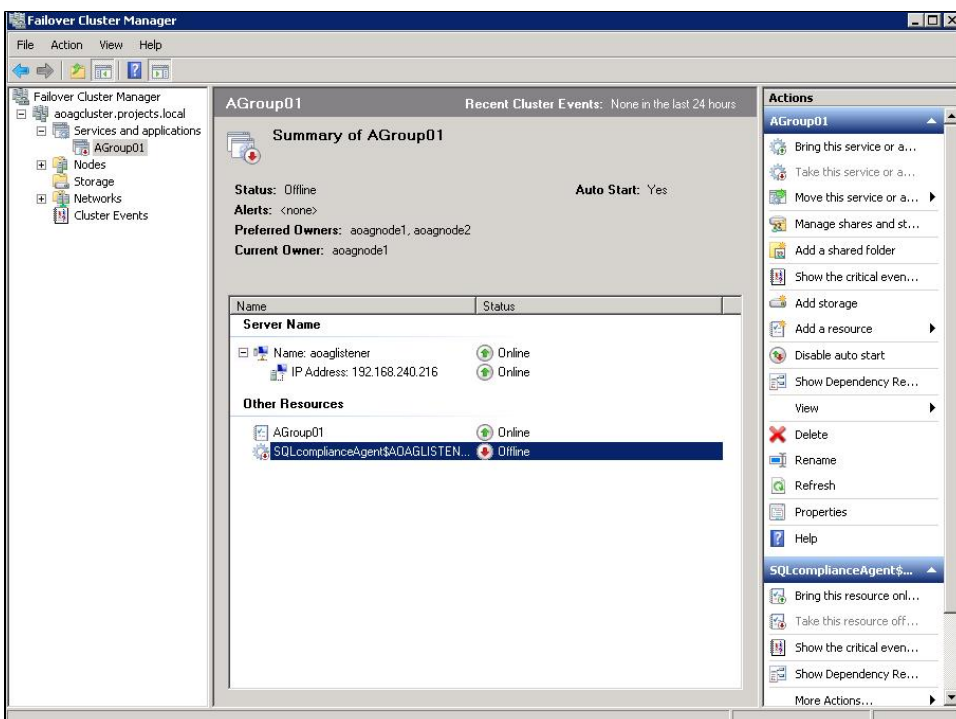 Failover Cluster Manager
File Action View Help
Failover Cluster Manager
aoagcluster.projects.local
Services and applications
AGroup01
Nodes
Storage
Networks
Cluster Events
AGroup01 Recent Cluster Events: None in the last 24 hours
Summary of AGroup01
Status: Offline Auto Start: Yes
Alerts: <none>
Preferred Owners: aoagnode1, aoagnode2
Current Owner: aoagnode1
Name Status
Server Name
Name: aoaglistener Online
IP Address: 192.168.240.216 Online
Other Resources
AGroup01 Online
SQLcomplianceAgent$AOAGLISTEN... Offline
Actions
AGroup01
Bring this service or a...
Take this service or a...
Move this service or a...
Manage shares and st...
Add a shared folder
Show the critical even...
Add storage
Add a resource
Disable auto start
Show Dependency Re...
View
Delete
Rename
Refresh
Properties
Help
SQLcomplianceAgent$...
Bring this resource onl...
Take this resource off...
Show the critical even...
Show Dependency Re...
More Actions...